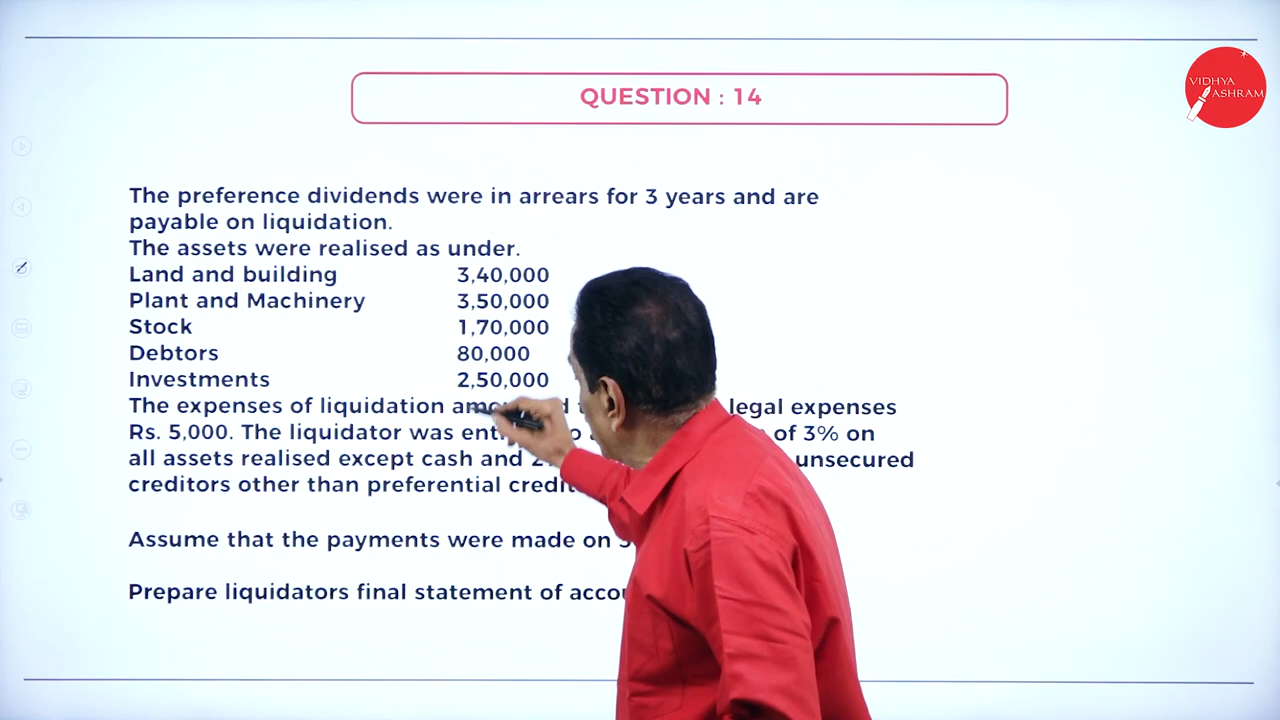 QUESTION : 14
VIDHYA
ASHRAM
The preference dividends were in arrears for 3 years and are
payable on liquidation.
The assets were realised as under.
Land and building 3,40,000
Plant and Machinery 3,50,000
Stock 1,70,000
Debtors 80,000
Investments 2,50,000
The expenses of liquidation legal expenses
Rs. 5,000. The liquidator was of 3% on
all assets realised except cash and unsecured
creditors other than preferential
Assume that the payments were made on
Prepare liquidators final statement of